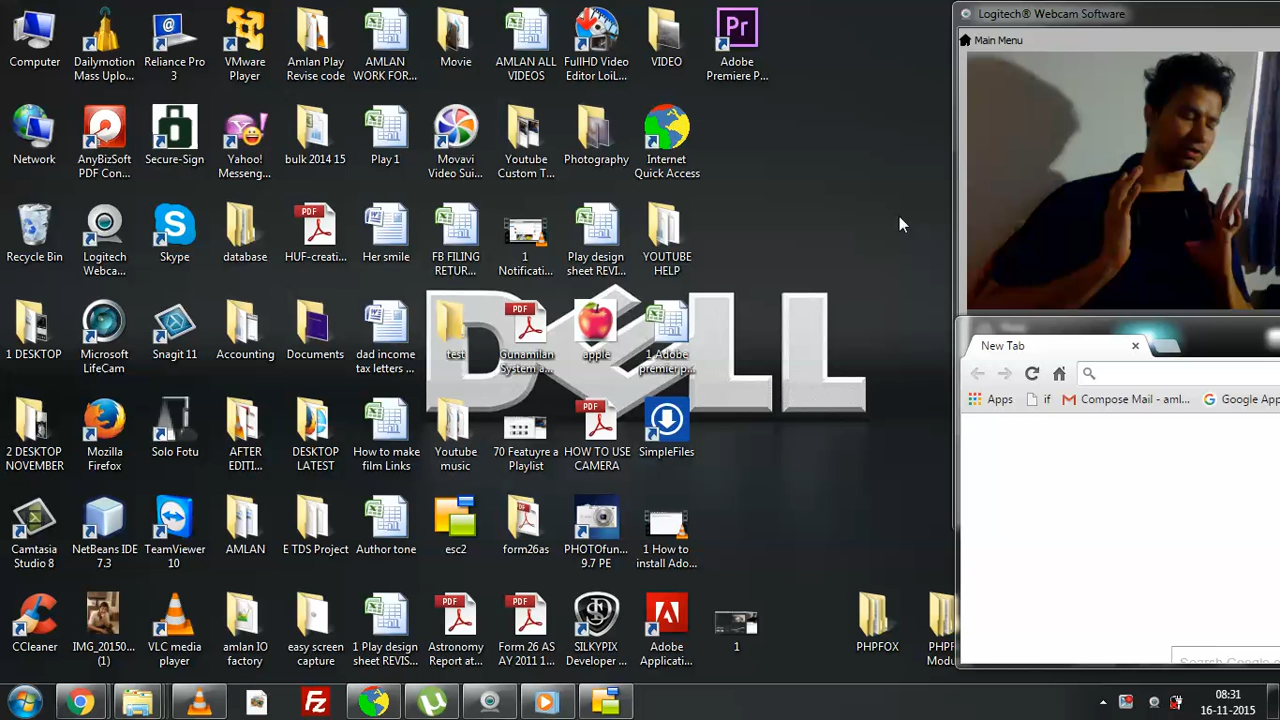 Computer
Dailymotion
Mass Uplo...
Reliance Pro
3
VMware
Player
Amlan Play
Revise code
AMLAN
WORK FOR...
Movie
AMLAN ALL
VIDEOS
FullHD Video
Editor LoiL...
VIDEO
Pr
Adobe
Premiere P...
Logitech® Webcam Software
Main Menu
Network
AnyBizSoft
PDF Con...
Secure-Sign
Yahoo!
Messeng...
bulk 2014 15
Play 1
Movavi
Video Sui...
Youtube
Custom T...
Photography
Internet
Quick Access
Recycle Bin
Logitech
Webca...
Skype
database
PDF
HUF-creati...
Her smile
FB FILING
RETUR...
1
Notificati...
Play design
sheet REVI...
YOUTUBE
HELP
1 DESKTOP
Microsoft
LifeCam
Snagit 11
Accounting
Documents
dad income
tax letters ...
test
PDF
Gunamilan
System a...
apple
1 Adobe
premier p...
DELL
New Tab
Apps
if
Compose Mail - aml...
Google App
2 DESKTOP
NOVEMBER
Mozilla
Firefox
Solo Fotu
AFTER
EDITI...
DESKTOP
LATEST
How to make
film Links
Youtube
music
70 Featuyre a
Playlist
PDF
HOW TO USE
CAMERA
SimpleFiles
Camtasia
Studio 8
NetBeans IDE
7.3
TeamViewer
10
AMLAN
E TDS Project
Author tone
esc2
form26as
PHOTOfun...
9.7 PE
1 How to
install Ado...
CCleaner
IMG_20150...
(1)
VLC media
player
amlan IO
factory
easy screen
capture
1 Play design
sheet REVIS...
PDF
Astronomy
Report at...
PDF
Form 26 AS
AY 2011 1...
SILKYPIX
Developer ...
Adobe
Applicati...
1
PHPFOX
PHPF
Modu
Search Google o
Fz
08:31
16-11-2015